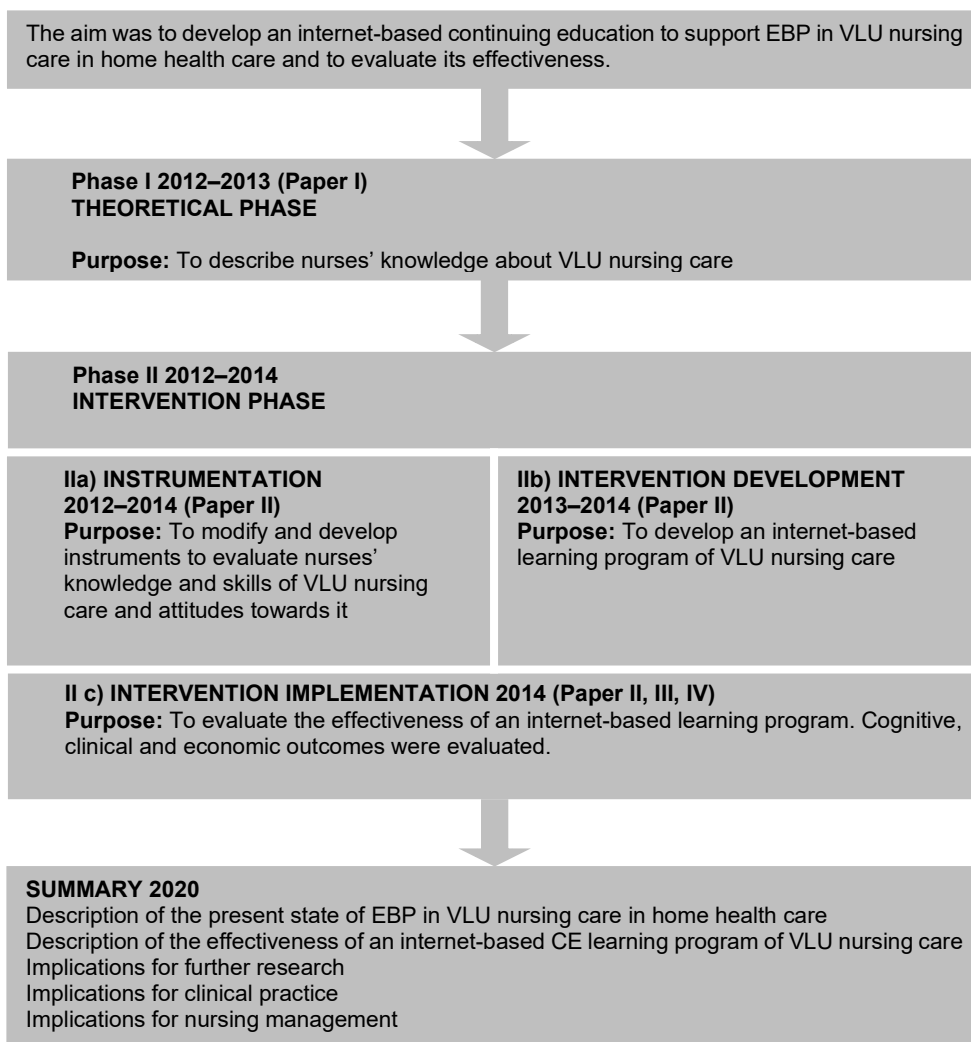 The aim was to develop an internet-based continuing education to support EBP in VLU nursing
care in home health care and to evaluate its effectiveness.
Phase I 2012–2013 (Paper I)
THEORETICAL PHASE
Purpose: To describe nurses’ knowledge about VLU nursing care
Phase II 2012–2014
INTERVENTION PHASE
IIa) INSTRUMENTATION
2012–2014 (Paper II)
Purpose: To modify and develop
instruments to evaluate nurses’
knowledge and skills of VLU nursing
care and attitudes towards it
IIb) INTERVENTION DEVELOPMENT
2013–2014 (Paper II)
Purpose: To develop an internet-based
learning program of VLU nursing care
II c) INTERVENTION IMPLEMENTATION 2014 (Paper II, III, IV)
Purpose: To evaluate the effectiveness of an internet-based learning program. Cognitive,
clinical and economic outcomes were evaluated.
SUMMARY 2020
Description of the present state of EBP in VLU nursing care in home health care
Description of the effectiveness of an internet-based CE learning program of VLU nursing care
Implications for further research
Implications for clinical practice
Implications for nursing management